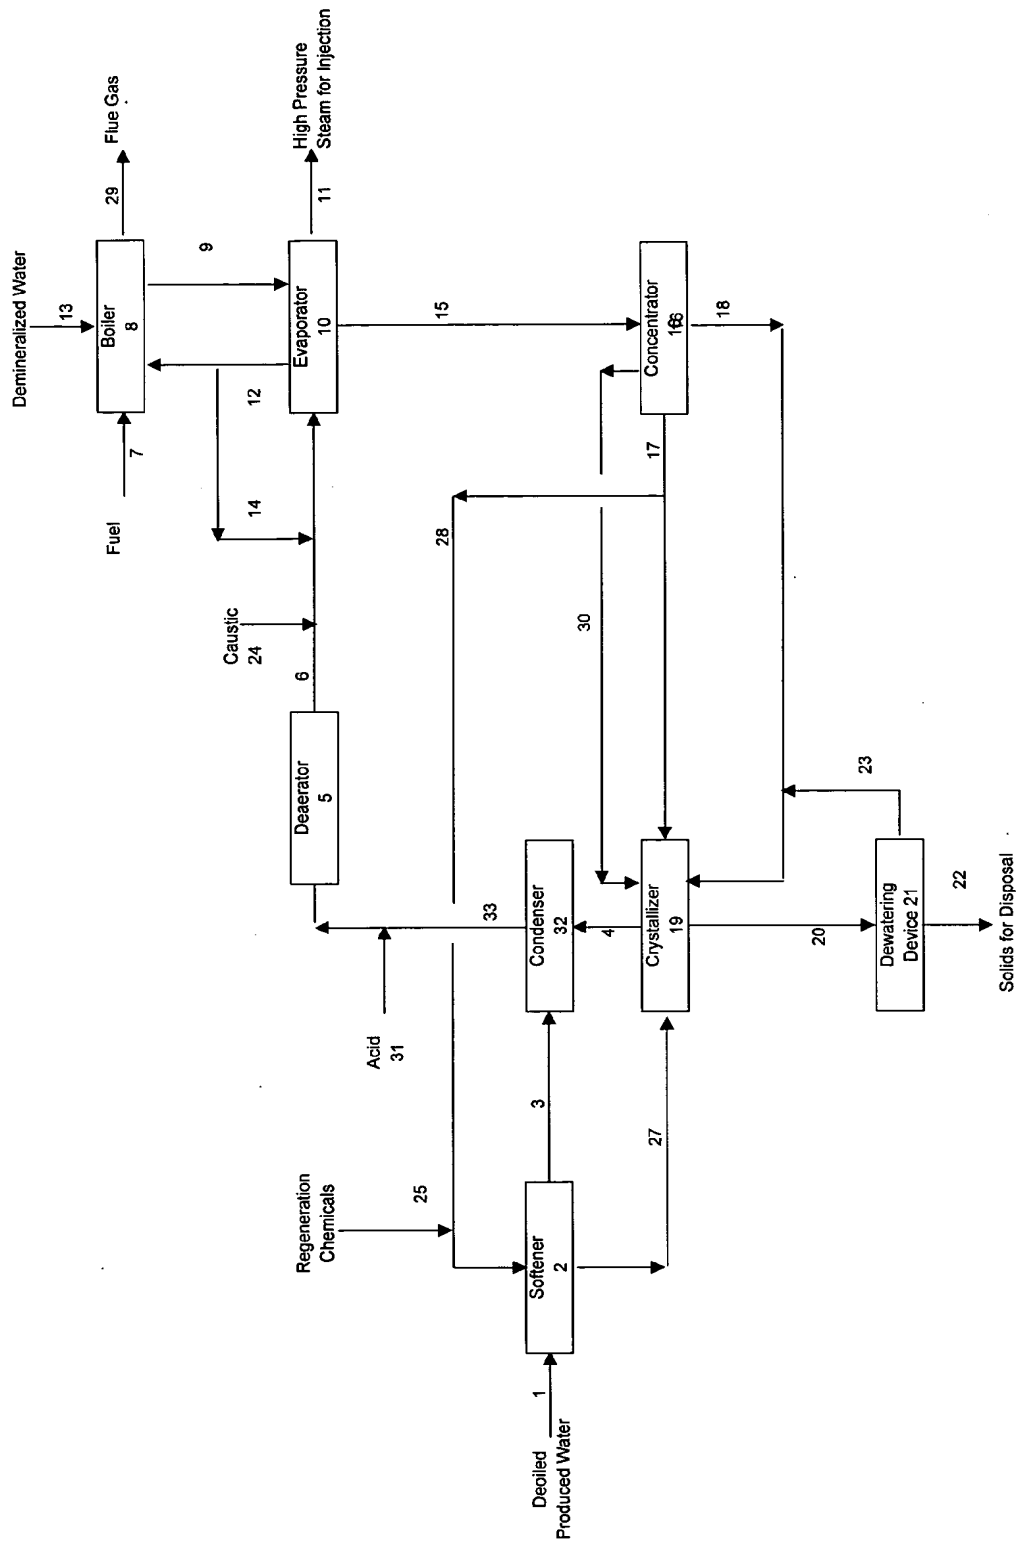 Deoiled
Produced Water
1
Softener
2
Regeneration
Chemicals
25
3
27
Acid
31
33
Condenser
32
4
Crystallizer
19
20
Dewatering
Device 21
22
Solids for Disposal
23
Deaerator
5
6
Caustic
24
14
12
28
30
17
Fuel
7
Boiler
8
Demineralized Water
13
29
Flue Gas
9
Evaporator
10
11
High Pressure
Steam for Injection
15
Concentrator
16
18